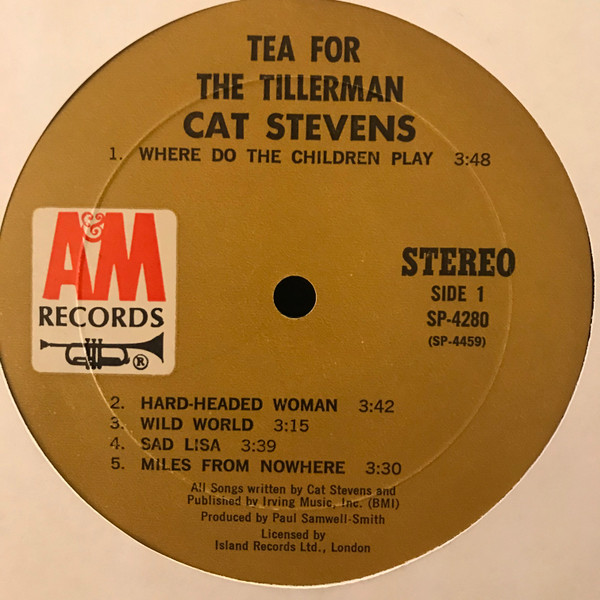 TEA FOR
THE TILLERMAN
CAT STEVENS
1. WHERE DO THE CHILDREN PLAY 3:48
A&M
RECORDS
®
STEREO
SIDE 1
SP-4280
(SP-4459)
2. HARD-HEADED WOMAN 3:42
3. WILD WORLD 3:15
4. SAD LISA 3:39
5. MILES FROM NOWHERE 3:30
All Songs written by Cat Stevens and
Published by Irving Music, Inc. (BMI)
Produced by Paul Samwell-Smith
Licensed by
Island Records Ltd., London